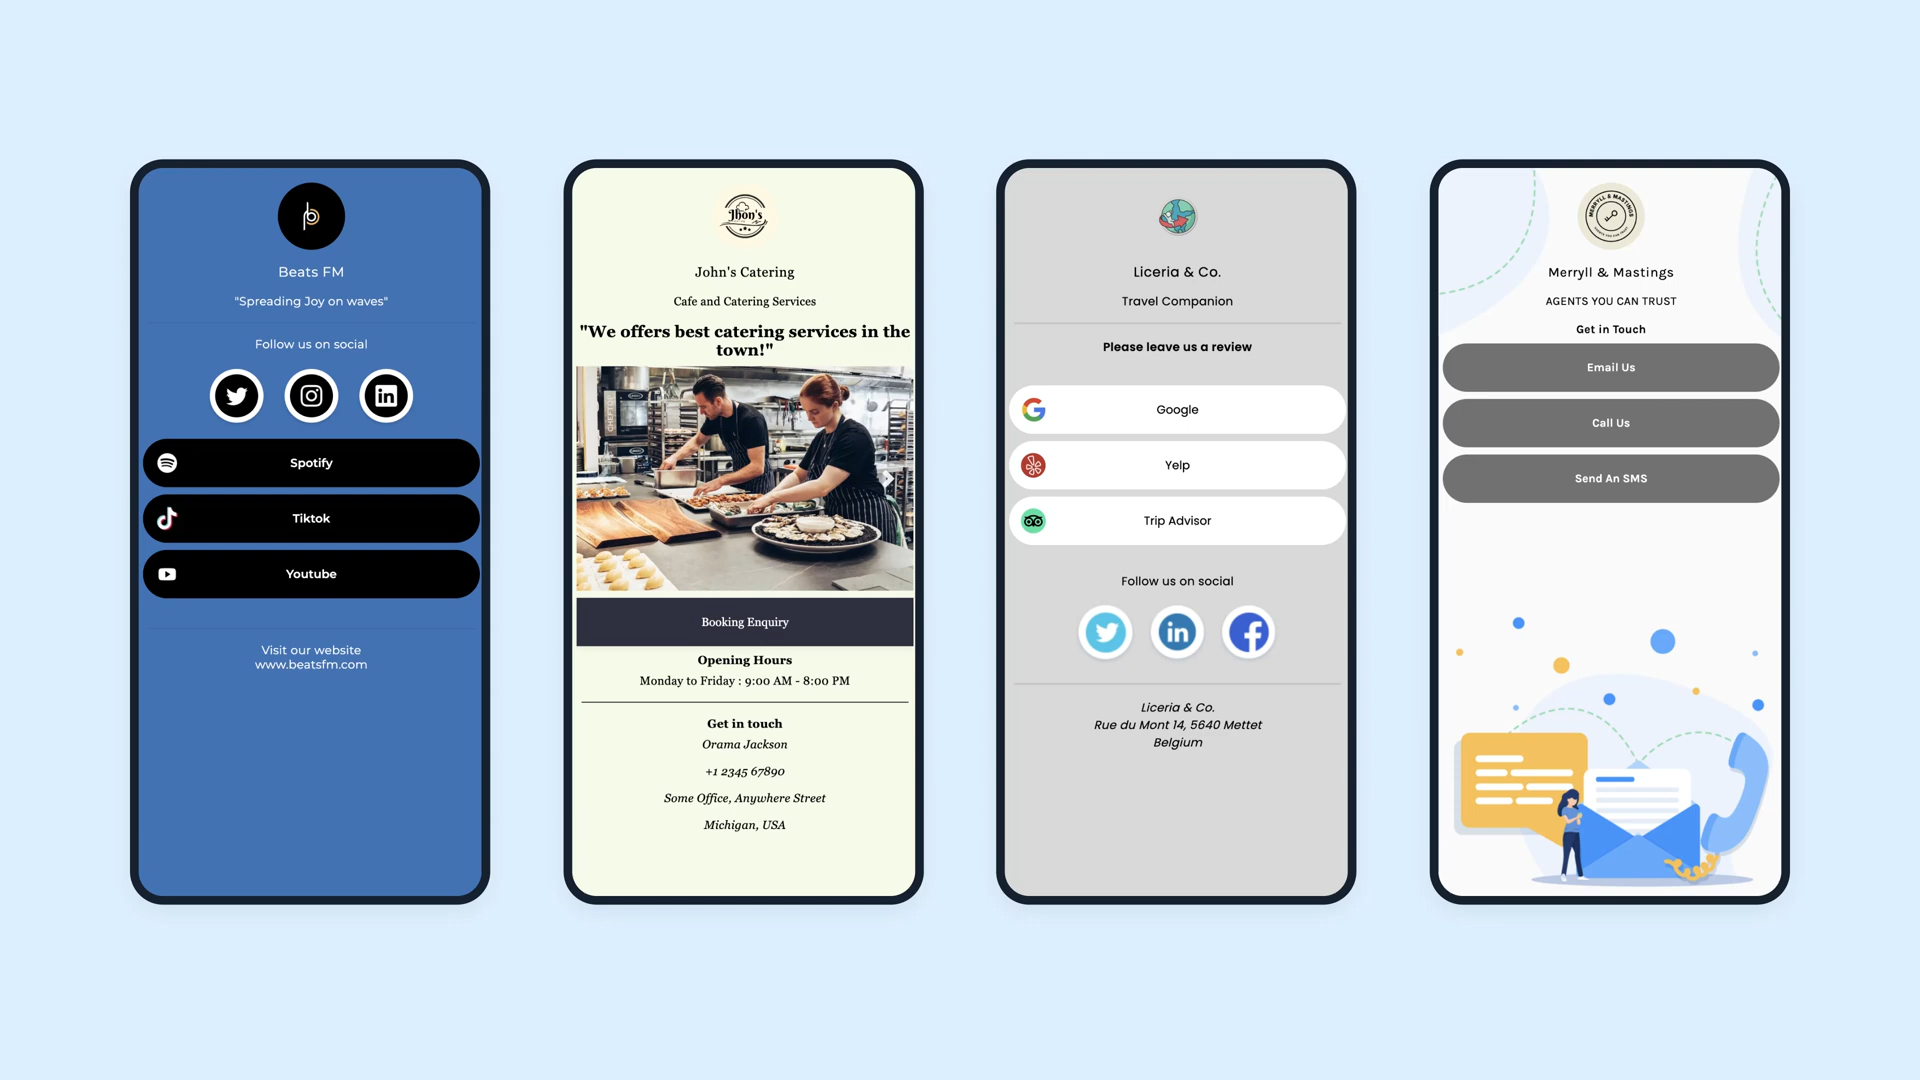 Beats FM
"Spreading Joy on waves"
Follow us on social
Spotify
Tiktok
Youtube
Visit our website
www.beatsfm.com
Jhon's
John's Catering
Cafe and Catering Services
"We offers best catering services in the
town!"
Booking Enquiry
Opening Hours
Monday to Friday : 9:00 AM - 8:00 PM
Get in touch
Orama Jackson
+1 2345 67890
Some Office, Anywhere Street
Michigan, USA
Liceria & Co.
Travel Companion
Please leave us a review
Google
Yelp
Trip Advisor
Follow us on social
Liceria & Co.
Rue du Mont 14, 5640 Mettet
Belgium
MERRYLL & MASTINGS
Merryll & Mastings
AGENTS YOU CAN TRUST
Get in Touch
Email Us
Call Us
Send An SMS